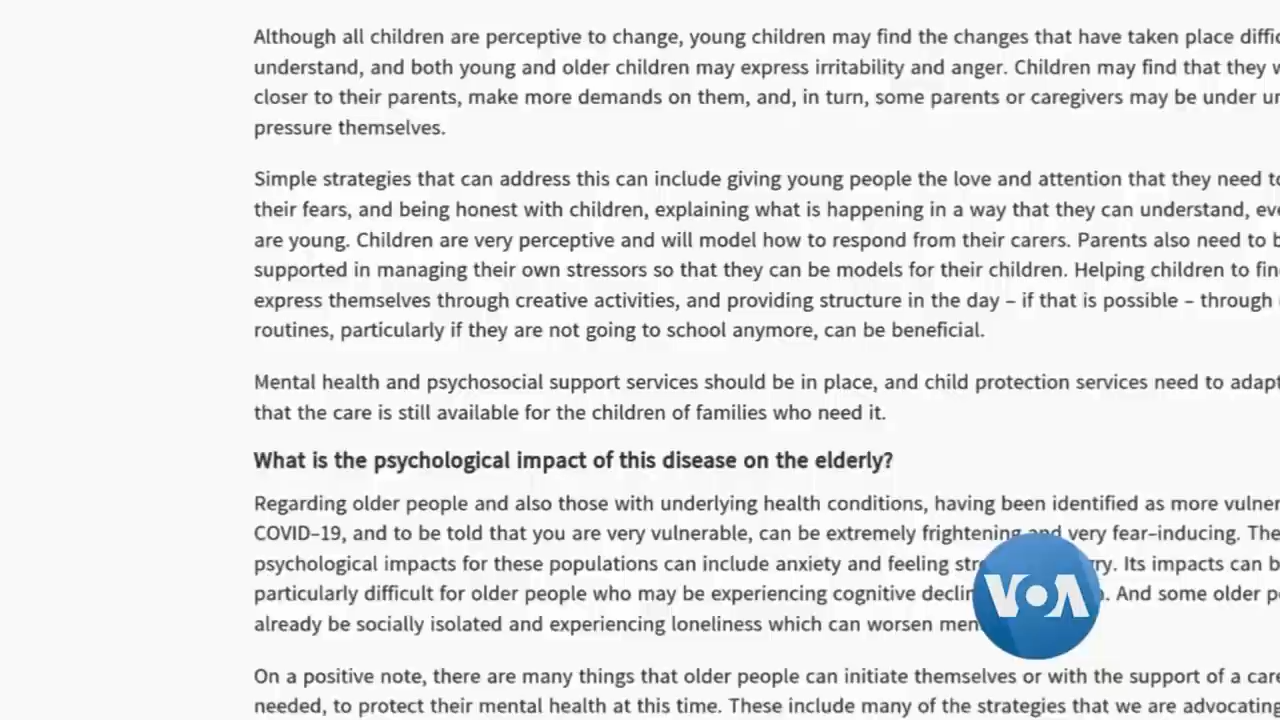 Although all children are perceptive to change, young children may find the changes that have taken place
understand, and both young and older children may express irritability and anger. Children may find that they
closer to their parents, make more demands on them, and, in turn, some parents or caregivers may be under
pressure themselves.
Simple strategies that can address this can include giving young people the love and attention that they need to
their fears, and being honest with children, explaining what is happening in a way that they can understand,
are young. Children are very perceptive and will model how to respond from their carers. Parents also need to
supported in managing their own stressors so that they can be models for their children. Helping children to
express themselves through creative activities, and providing structure in the day – if that is possible – through
routines, particularly if they are not going to school anymore, can be beneficial.
Mental health and psychosocial support services should be in place, and child protection services need to adapt
that the care is still available for the children of families who need it.
What is the psychological impact of this disease on the elderly?
Regarding older people and also those with underlying health conditions, having been identified as more
COVID-19, and to be told that you are very vulnerable, can be extremely frightening and very fear-inducing. The
psychological impacts for these populations can include anxiety and feeling Its impacts can
particularly difficult for older people who may be experiencing cognitive And some older
already be socially isolated and experiencing loneliness which can worsen
VOA
On a positive note, there are many things that older people can initiate themselves or with the support of a
needed, to protect their mental health at this time. These include many of the strategies that we are advocating